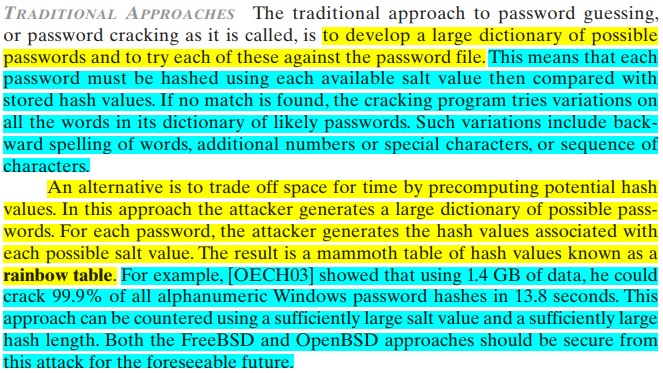 TRADITIONAL APPROACHES The traditional approach to password guessing,
or password cracking as it is called, is to develop a large dictionary of possible
passwords and to try each of these against the password file. This means that each
password must be hashed using each available salt value then compared with
stored hash values. If no match is found, the cracking program tries variations on
all the words in its dictionary of likely passwords. Such variations include back-
ward spelling of words, additional numbers or special characters, or sequence of
characters.
An alternative is to trade off space for time by precomputing potential hash
values. In this approach the attacker generates a large dictionary of possible pass-
words. For each password, the attacker generates the hash values associated with
each possible salt value. The result is a mammoth table of hash values known as a
rainbow table. For example, [OECH03] showed that using 1.4 GB of data, he could
crack 99.9% of all alphanumeric Windows password hashes in 13.8 seconds. This
approach can be countered using a sufficiently large salt value and a sufficiently large
hash length. Both the FreeBSD and OpenBSD approaches should be secure from
this attack for the foreseeable future.